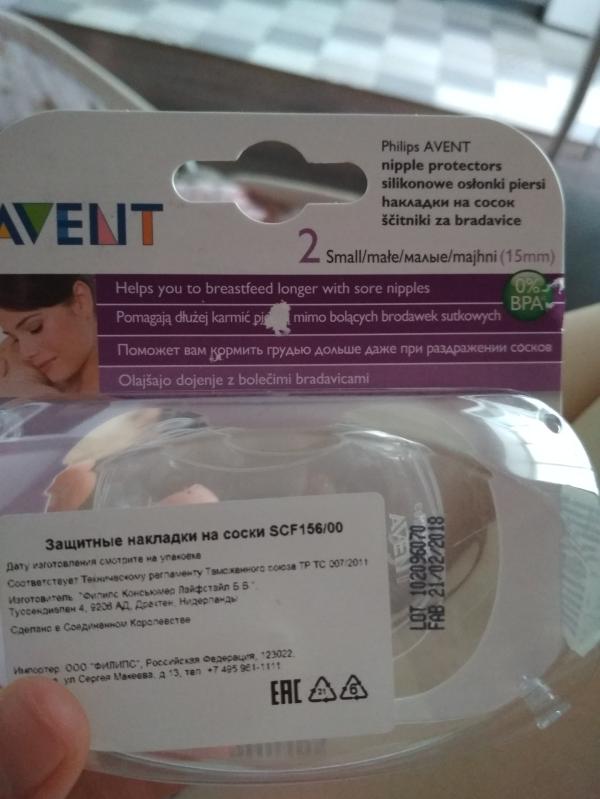 AVENT
Philips AVENT
nipple protectors
silikonowe osłonki piersi
накладки на сосок
ščitniki za bradavice
2 Small/małe/малые/majhni (15mm)
0%
BPA
Helps you to breastfeed longer with sore nipples
Pomagają dłużej karmić mimo bolących brodawek sutkowych
Поможет вам кормить грудью дольше даже при раздражении сосков
Olajšajo dojenje z bolečimi bradavicami
AVENT
LOT 102096070
FAB 21/02/2018
Защитные накладки на соски SCF156/00
Дату изготовления смотрите на упаковке
Соответствует Техническому регламенту Таможенного союза ТР ТС 007/2011
Изготовитель: "Филипс Консьюмер Лайфстайл Б.В.",
Туссендиепен 4, 9206 АД, Драхтен, Нидерланды
Сделано в Соединенном Королевстве
Импортер: ООО "ФИЛИПС", Российская Федерация, 123022,
ул. Сергея Макеева, д.13, тел. +7 495 961-1111
EAC 21 6